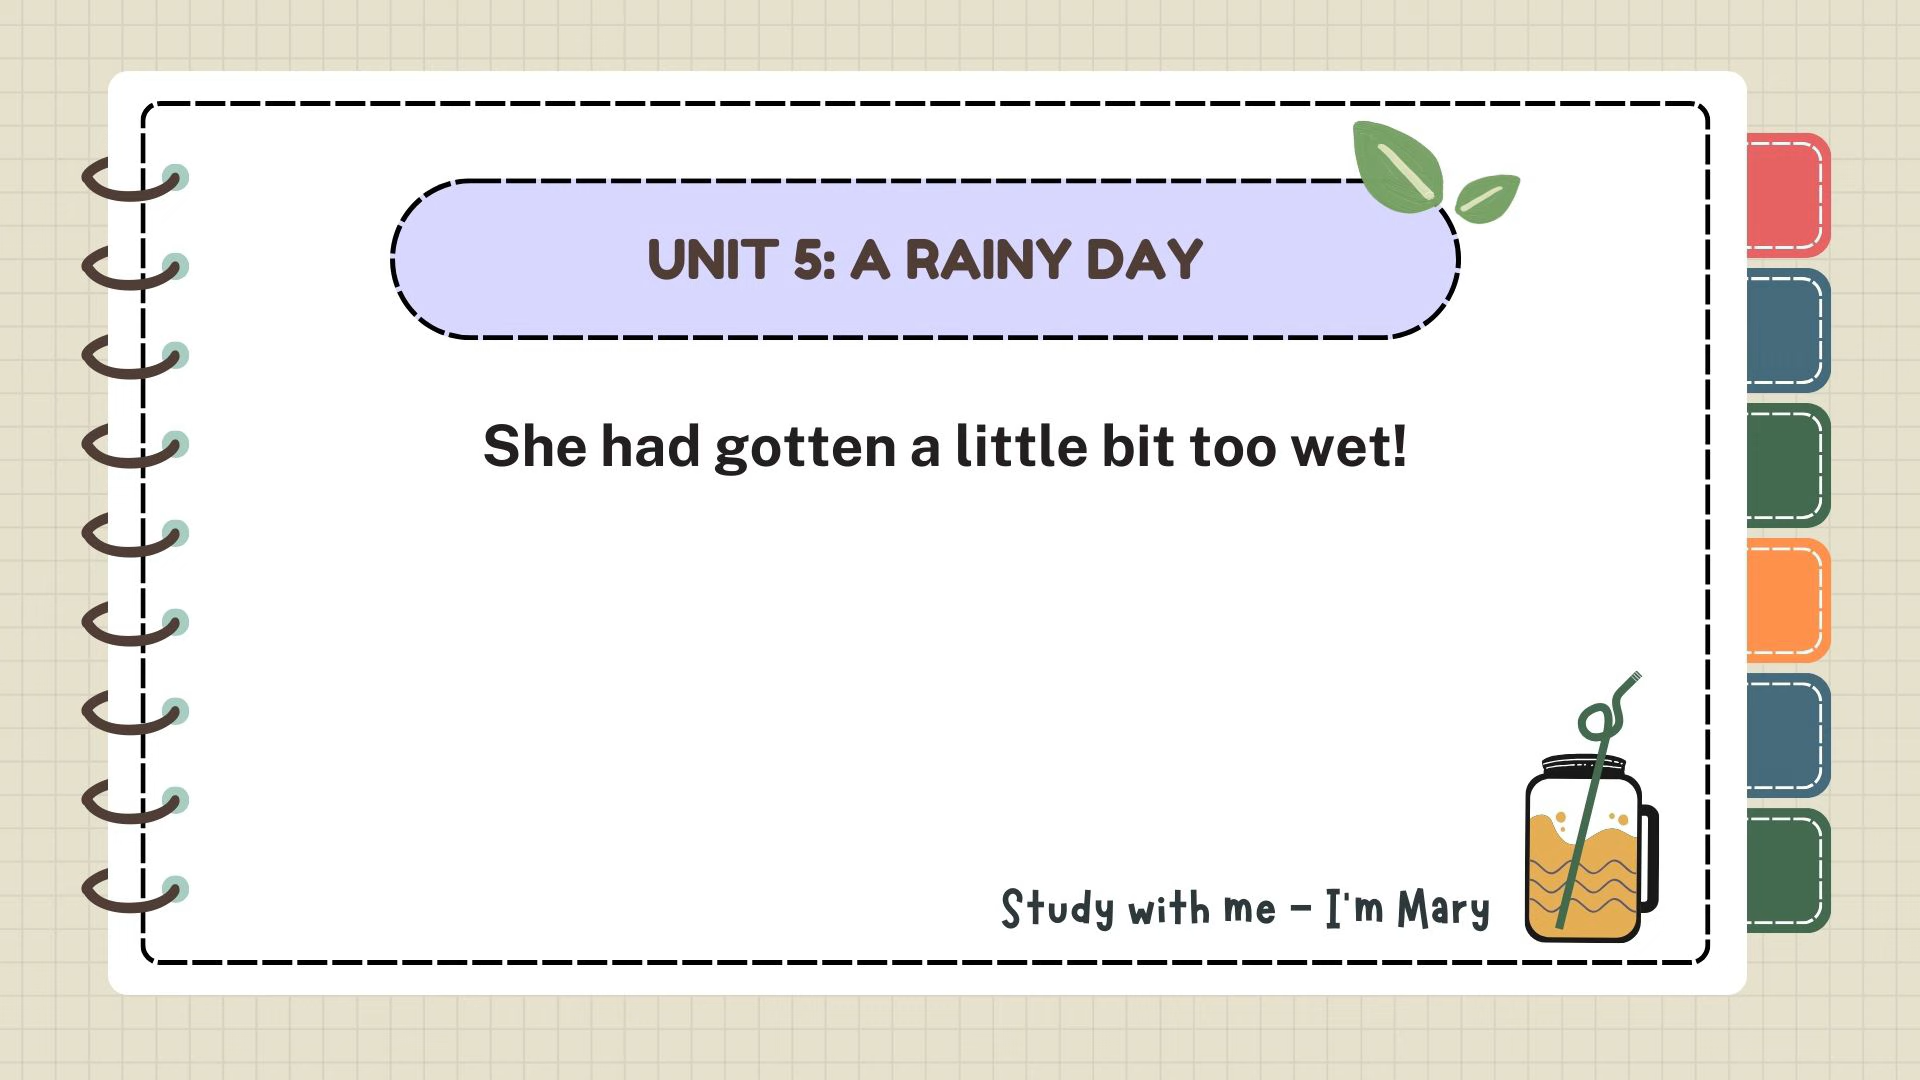 UNIT 5: A RAINY DAY
She had gotten a little bit too wet!
Study with me - I'm Mary